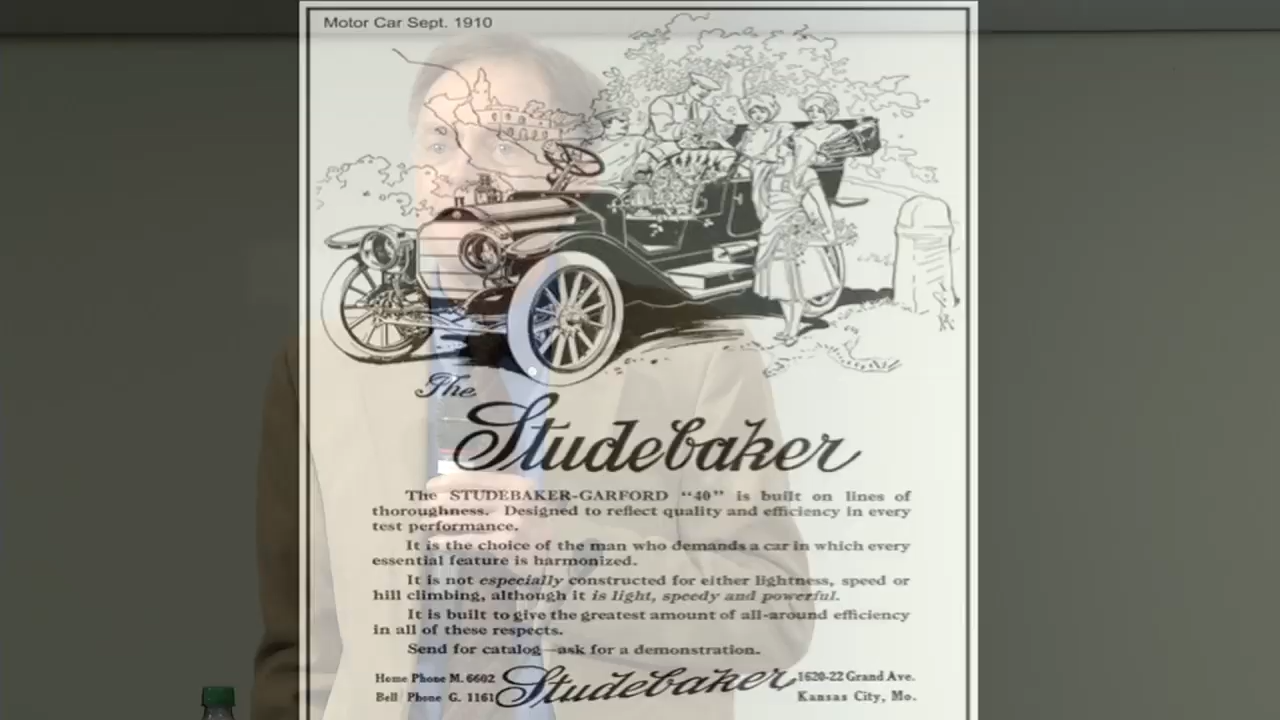 Motor Car Sept. 1910
The
Studebaker
The STUDEBAKER-GARFORD "40" is built on lines of
thoroughness. Designed to reflect quality and efficiency in every
test performance.
It is the choice of the man who demands a car in which every
essential feature is harmonized.
It is not especially constructed for either lightness, speed or
hill climbing, although it is light, speedy and powerful.
It is built to give the greatest amount of all-around efficiency
in all of these respects.
Send for catalog—ask for a demonstration.
Home Phone M. 6602
Bell Phone G. 1161
Studebaker
1620-22 Grand Ave.
Kansas City, Mo.